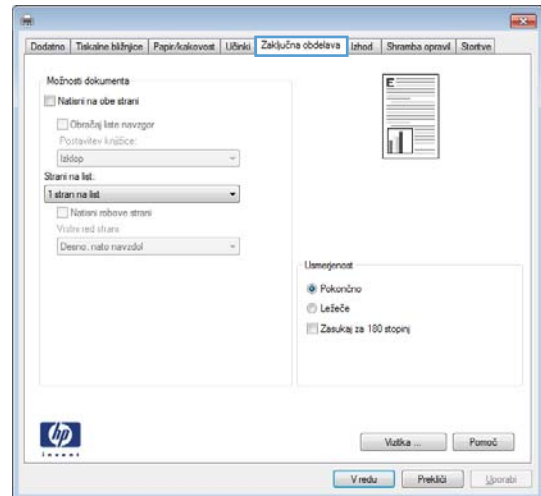 Dodatno Tiskalne bližnjice Papir/kakovost Učinki Zaključna obdelava Izhod Shramba opravil Storitve
Možnosti dokumenta
Natisni na obe strani
Obračaj liste navzgor
Postavitev knjižice:
Izklop
Strani na list:
1 stran na list
Natisni robove strani
Vrstni red strani:
Desno, nato navzdol
E
Usmerjenost
Pokončno
Ležeče
Zasukaj za 180 stopinj
hp
invent
Vizitka ... Pomoč
V redu Prekliči Uporabi